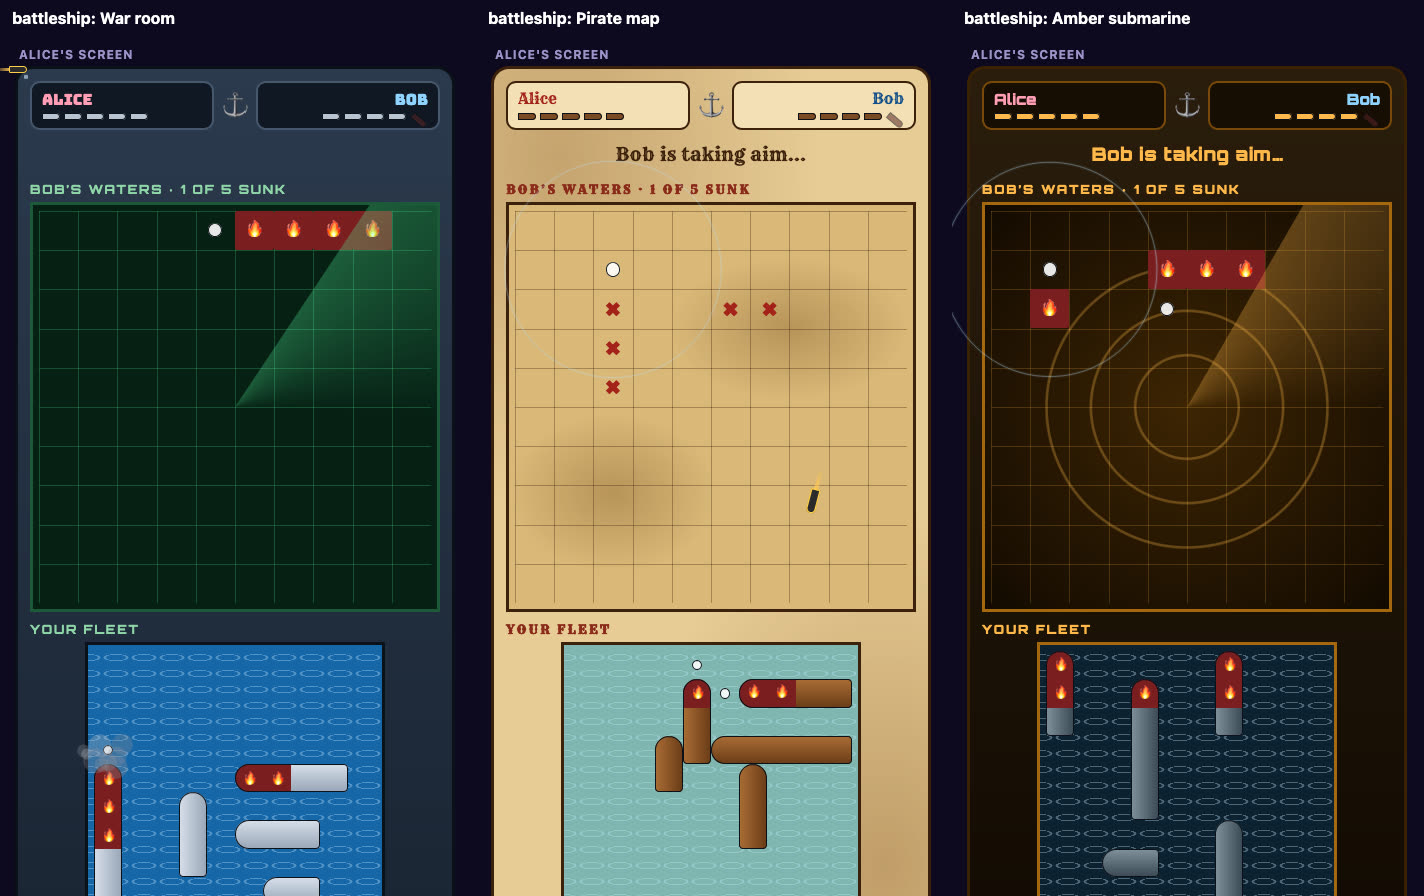 battleship: War room
ALICE'S SCREEN
ALICE
BOB
BOB'S WATERS · 1 OF 5 SUNK
YOUR FLEET
battleship: Pirate map
ALICE'S SCREEN
Alice
Bob
Bob is taking aim...
BOB'S WATERS · 1 OF 5 SUNK
YOUR FLEET
battleship: Amber submarine
ALICE'S SCREEN
Alice
Bob
Bob is taking aim...
BOB'S WATERS · 1 OF 5 SUNK
YOUR FLEET